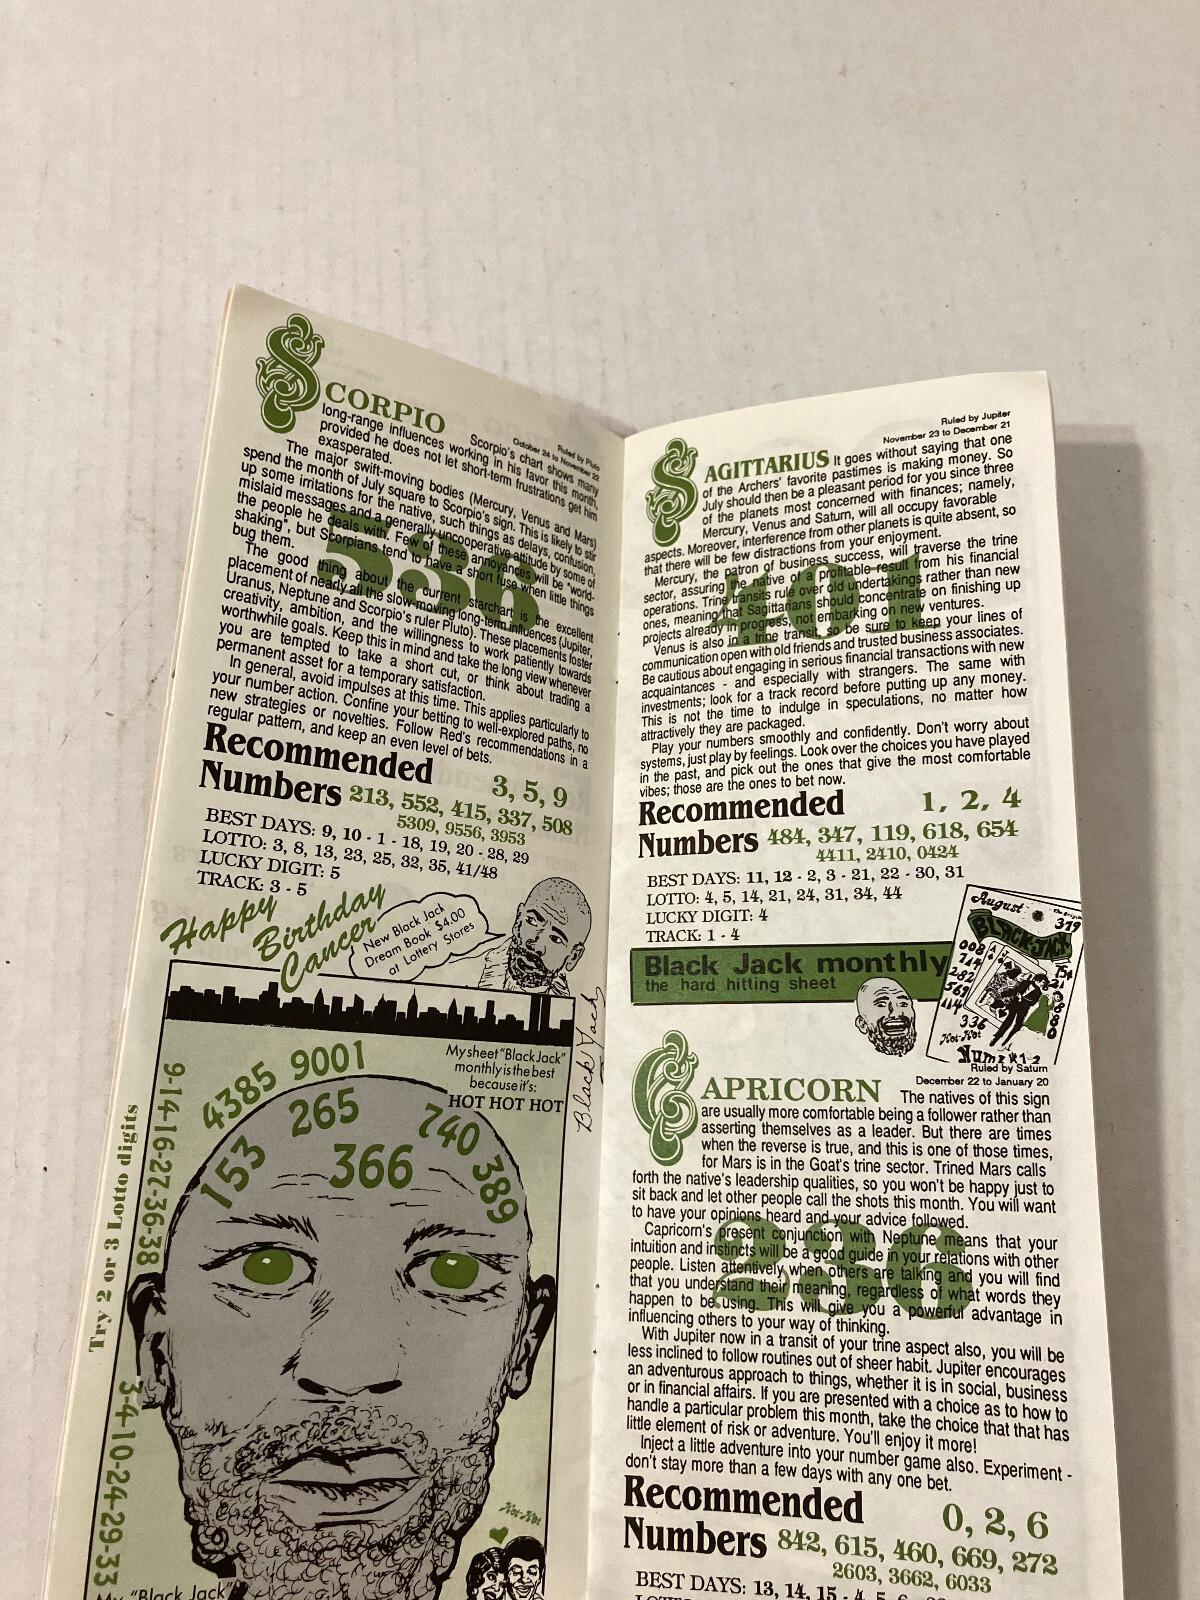 SCORPIO
Ruled by Pluto
October 24 to November 22
Scorpio's chart shows many
long-range influences working in his favor this month,
provided he does not let short-term frustrations get him
exasperated.
The major swift-moving bodies (Mercury, Venus and Mars)
spend the month of July square to Scorpio's sign. This is likely to stir
up some irritations for the native, such things as delays, confusion,
mislaid messages and a generally uncooperative attitude by some of
the people he deals with. Few of these annoyances will be "world-
shaking", but Scorpians tend to have a short fuse when little things
bug them.
The good thing about the current starchart is the excellent
placement of nearly all the slow-moving long-term influences (Jupiter,
Uranus, Neptune and Scorpio's ruler Pluto). These placements foster
creativity, ambition, and the willingness to work patiently towards
worthwhile goals. Keep this in mind and take the long view whenever
you are tempted to take a short cut, or think about trading a
permanent asset for a temporary satisfaction.
In general, avoid impulses at this time. This applies particularly to
your number action. Confine your betting to well-explored paths, no
new strategies or novelties. Follow Red's recommendations in a
regular pattern, and keep an even level of bets.
Recommended 3, 5, 9
Numbers 213, 552, 415, 337, 508
5309, 9556, 3953
BEST DAYS: 9, 10 - 1 - 18, 19, 20 - 28, 29
LOTTO: 3, 8, 13, 23, 25, 32, 35, 41/48
LUCKY DIGIT: 5
TRACK: 3 - 5
Happy
Birthday
Cancer
New Black Jack
Dream Book $4.00
at Lottery Stores
Black Jack
My sheet "Black Jack"
monthly is the best
because it's:
HOT HOT HOT
4385 9001
153 265 740
366 389
Try 2 or 3 Lotto digits
9-14-16-27-36-38
3-4-10-24-29-33
Hot-Hot
My "Black Jack"
SAGITTARIUS
Ruled by Jupiter
November 23 to December 21
401
It goes without saying that one
of the Archers' favorite pastimes is making money. So
July should then be a pleasant period for you since three
of the planets most concerned with finances; namely,
Mercury, Venus and Saturn, will all occupy favorable
aspects. Moreover, interference from other planets is quite absent, so
that there will be few distractions from your enjoyment.
Mercury, the patron of business success, will traverse the trine
sector, assuring the native of a profitable result from his financial
operations. Trine transits rule over old undertakings rather than new
ones, meaning that Sagittarians should concentrate on finishing up
projects already in progress, not embarking on new ventures.
Venus is also in a trine transit, so be sure to keep your lines of
communication open with old friends and trusted business associates.
Be cautious about engaging in serious financial transactions with new
acquaintances - and especially with strangers. The same with
investments; look for a track record before putting up any money.
This is not the time to indulge in speculations, no matter how
attractively they are packaged.
Play your numbers smoothly and confidently. Don't worry about
systems, just play by feelings. Look over the choices you have played
in the past, and pick out the ones that give the most comfortable
vibes; those are the ones to bet now.
Recommended 1, 2, 4
Numbers 484, 347, 119, 618, 654
4411, 2410, 0424
BEST DAYS: 11, 12 - 2, 3 - 21, 22 - 30, 31
LOTTO: 4, 5, 14, 21, 24, 31, 34, 44
LUCKY DIGIT: 4
TRACK: 1 - 4
Black Jack monthly
the hard hitting sheet
August
379
BLACK-JACK
282
569
336
Hot-Hot
CAPRICORN
Ruled by Saturn
December 22 to January 20
236
The natives of this sign
are usually more comfortable being a follower rather than
asserting themselves as a leader. But there are times
when the reverse is true, and this is one of those times,
for Mars is in the Goat's trine sector. Trined Mars calls
forth the native's leadership qualities, so you won't be happy just to
sit back and let other people call the shots this month. You will want
to have your opinions heard and your advice followed.
Capricorn's present conjunction with Neptune means that your
intuition and instincts will be a good guide in your relations with other
people. Listen attentively when others are talking and you will find
that you understand their meaning, regardless of what words they
happen to be using. This will give you a powerful advantage in
influencing others to your way of thinking.
With Jupiter now in a transit of your trine aspect also, you will be
less inclined to follow routines out of sheer habit. Jupiter encourages
an adventurous approach to things, whether it is in social, business
or in financial affairs. If you are presented with a choice as to how to
handle a particular problem this month, take the choice that that has
little element of risk or adventure. You'll enjoy it more!
Inject a little adventure into your number game also. Experiment -
don't stay more than a few days with any one bet.
Recommended 0, 2, 6
Numbers 842, 615, 460, 669, 272
2603, 3662, 6033
BEST DAYS: 13, 14, 15 - 4, 5, 6